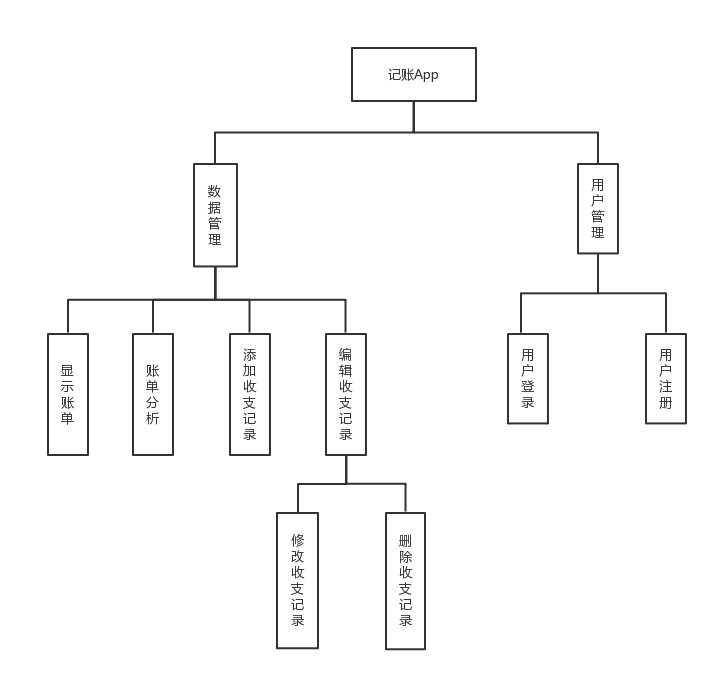 记账App
数据管理
用户管理
显示账单
账单分析
添加收支记录
编辑收支记录
用户登录
用户注册
修改收支记录
删除收支记录